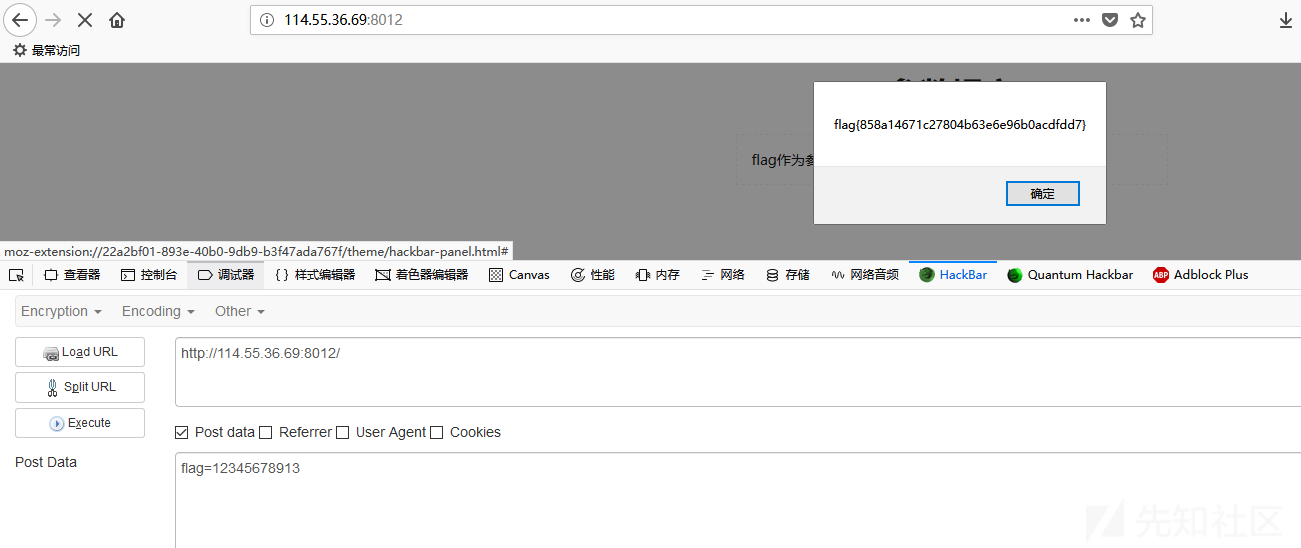 114.55.36.69:8012
最常访问
flag{858a14671c27804b63e6e96b0acdfdd7}
flag作为参
确定
moz-extension://22a2bf01-893e-40b0-9db9-b3f47ada767f/theme/hackbar-panel.html#
查看器 控制台 调试器 样式编辑器 着色器编辑器 Canvas 性能 内存 网络 存储 网络音频 HackBar ABP Quantum Hackbar Adblock Plus
Encryption Encoding Other
Load URL
http://114.55.36.69:8012/
Split URL
Execute
Post data Referrer User Agent Cookies
Post Data
flag=12345678913
先知社区